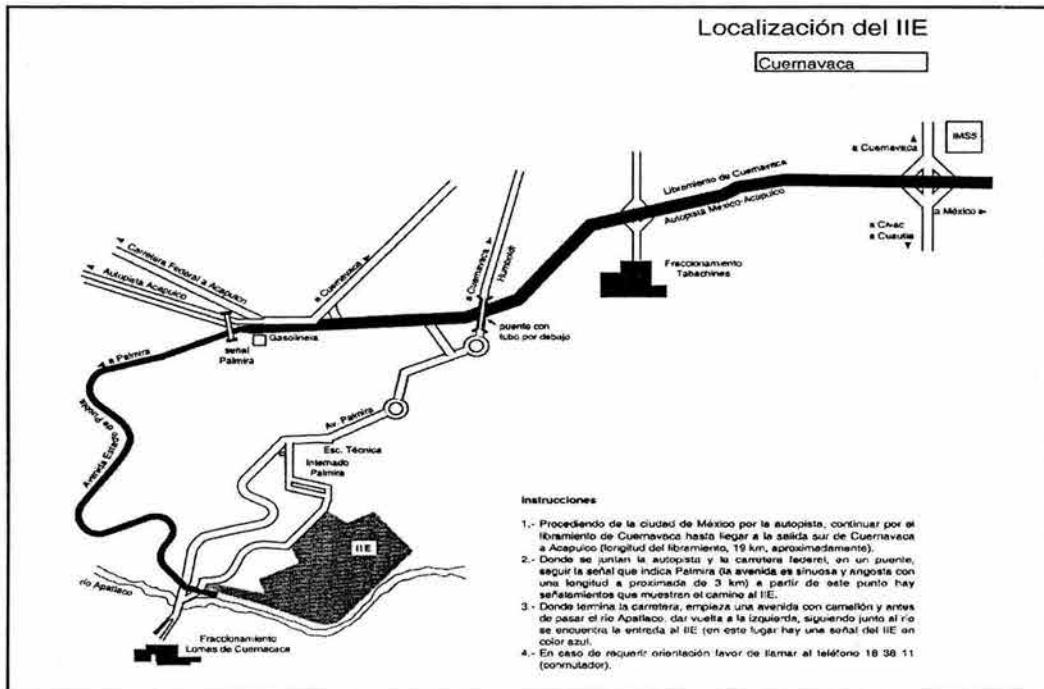 Localización del IIE
Cuernavaca
IMSS
a Cuernavaca
Libramiento de Cuernavaca
Autopista México-Acapulco
a México
a Civac
a Cuautla
Fraccionamiento
Tabachines
a Cuernavaca
Humboldt
a Cuernavaca
Carretera Federal a Acapulco
Autopista Acapulco
puente con
tubo por debajo
Gasolinera
señal
Palmira
a Palmira
Avenida Estado
de Puebla
Av. Palmira
Esc. Técnica
Internado
Palmira
IIE
río Apatlaco
Fraccionamiento
Lomas de Cuernacaca
Instrucciones
1.- Procediendo de la ciudad de México por la autopista, continuar por el
libramiento de Cuernavaca hasta llegar a la salida sur de Cuernavaca
a Acapulco (longitud del libramiento, 19 km, aproximadamente).
2.- Donde se juntan la autopista y la carretera federal, en un puente,
seguir la señal que indica Palmira (la avenida es sinuosa y angosta con
una longitud a proximada de 3 km) a partir de este punto hay
señalamientos que muestran el camino al IIE.
3.- Donde termina la carretera, empieza una avenida con camellón y antes
de pasar el río Apatlaco, dar vuelta a la izquierda, siguiendo junto al río
se encuentra la entrada al IIE (en este lugar hay una señal del IIE en
color azul.
4.- En caso de requerir orientación favor de llamar al teléfono 18 38 11
(conmutador).